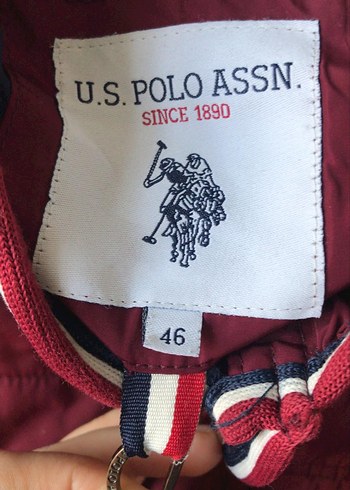 U.S. POLO ASSN.
SINCE 1890
46